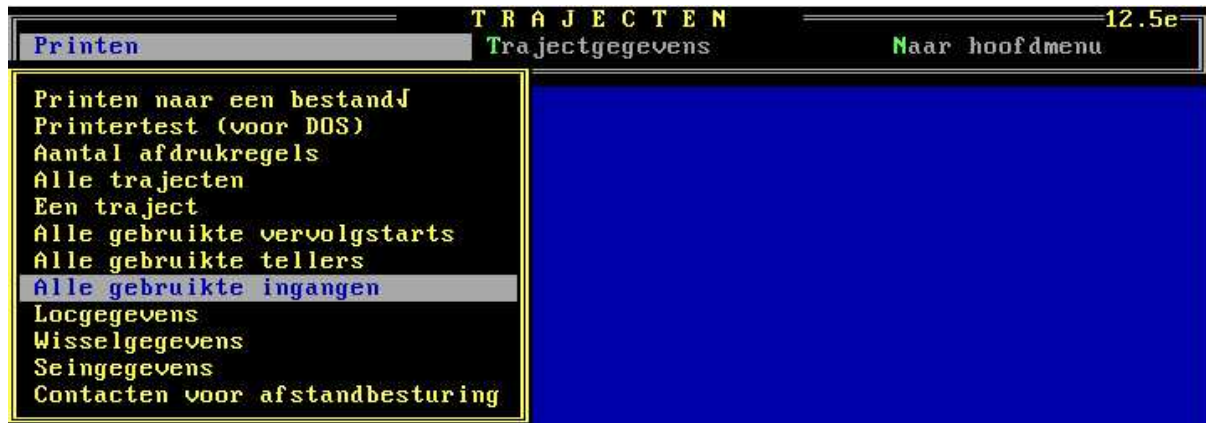 T R A J E C T E N 12.5e
Printen Trajectgegevens Naar hoofdmenu
Printen naar een bestand√
Printertest (voor DOS)
Aantal afdrukregels
Alle trajecten
Een traject
Alle gebruikte vervolgstarts
Alle gebruikte tellers
Alle gebruikte ingangen
Locgegevens
Wisselgegevens
Seingegevens
Contacten voor afstandbesturing